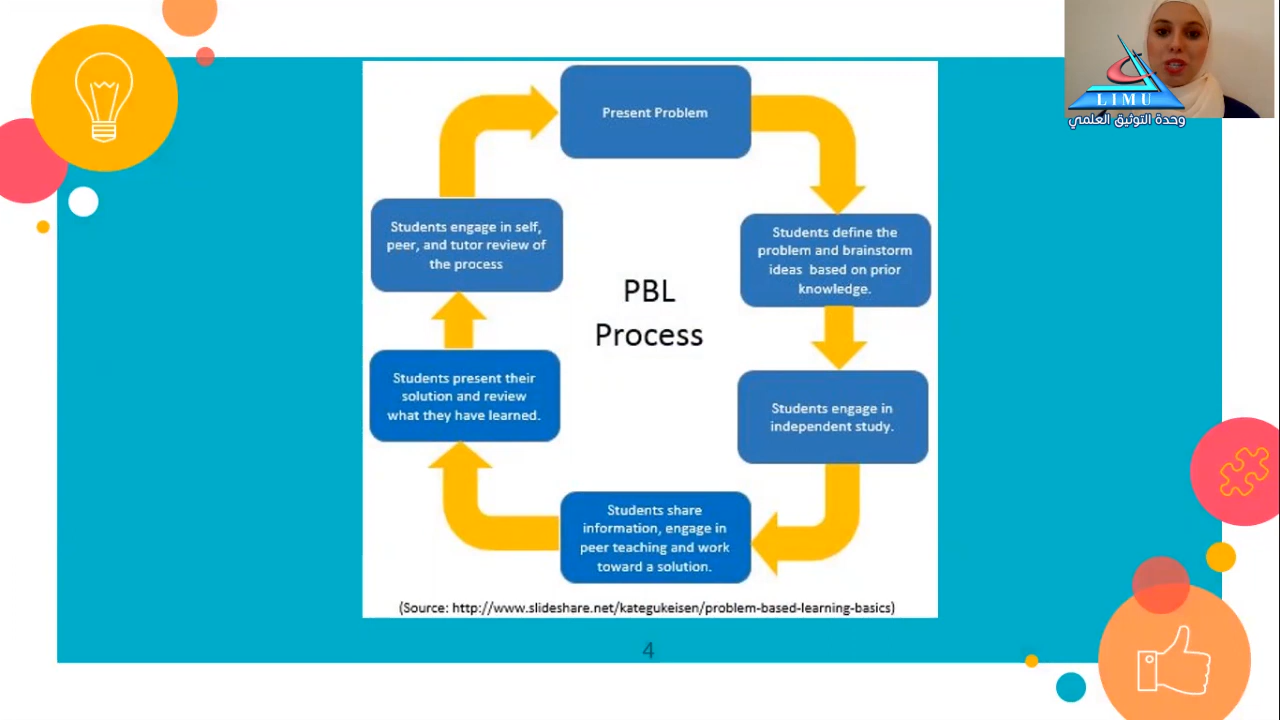 LIMU
وحدة التوثيق العلمي
Present Problem
Students define the
problem and brainstorm
ideas based on prior
knowledge.
Students engage in
independent study.
Students share
information, engage in
peer teaching and work
toward a solution.
Students present their
solution and review
what they have learned.
Students engage in self,
peer, and tutor review of
the process
PBL
Process
(Source: http://www.slideshare.net/kategukeisen/problem-based-learning-basics)
4